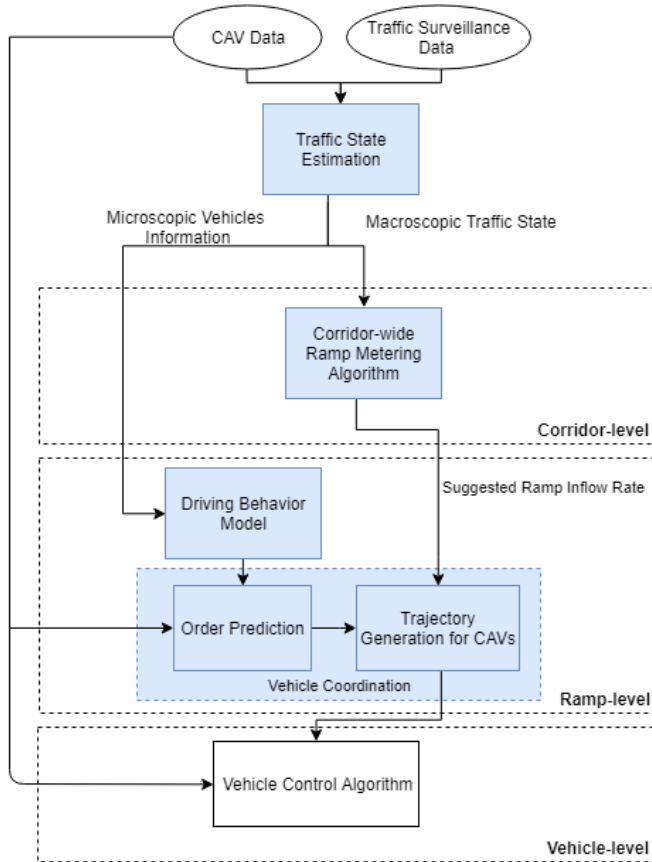 CAV Data
Traffic Surveillance
Data
Traffic State
Estimation
Microscopic Vehicles
Information
Macroscopic Traffic State
Corridor-wide
Ramp Metering
Algorithm
Corridor-level
Suggested Ramp Inflow Rate
Driving Behavior
Model
Order Prediction
Trajectory
Generation for CAVs
Vehicle Coordination
Ramp-level
Vehicle Control Algorithm
Vehicle-level